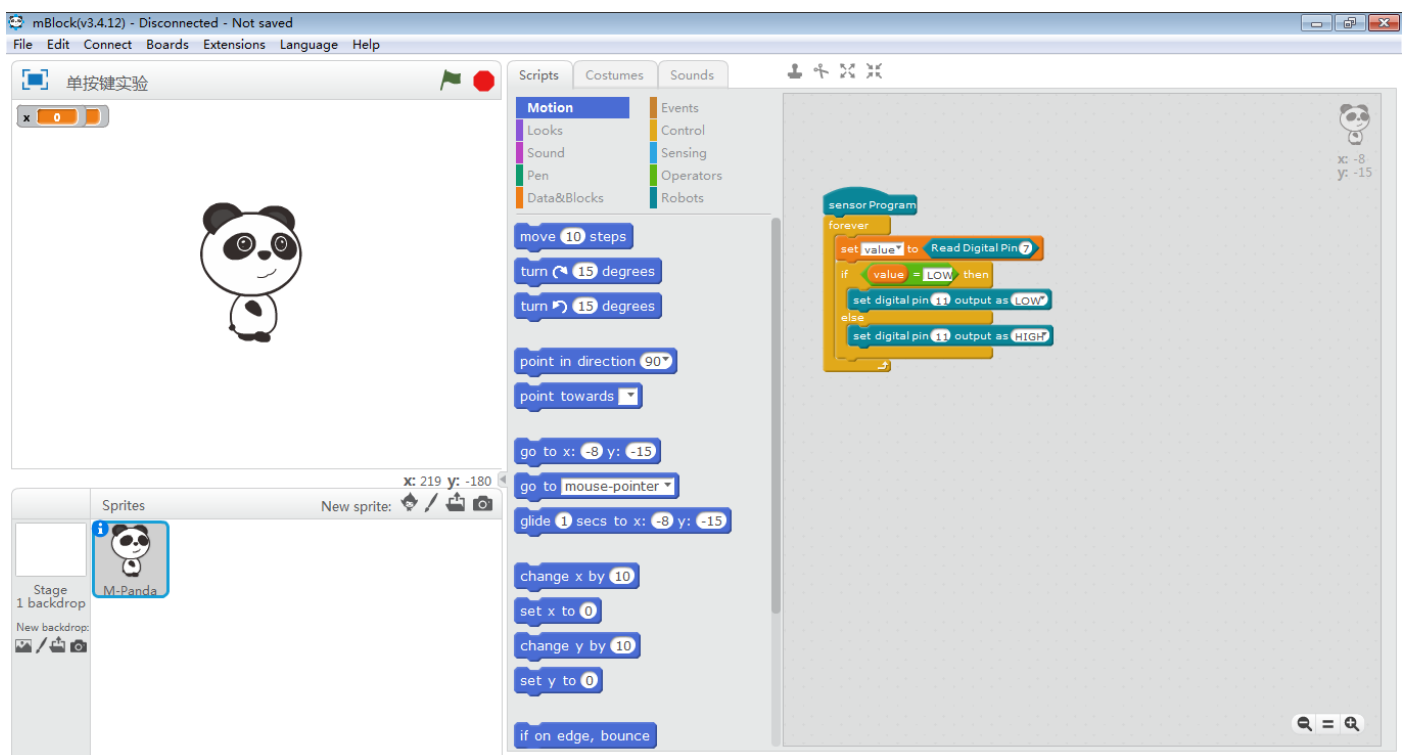 mBlock(v3.4.12) - Disconnected - Not saved
File Edit Connect Boards Extensions Language Help
单按键实验
x 0
x: 219 y: -180
Sprites New sprite:
Stage
1 backdrop
New backdrop:
M-Panda
Scripts Costumes Sounds
Motion Events
Looks Control
Sound Sensing
Pen Operators
Data&Blocks Robots
move 10 steps
turn 15 degrees
turn 15 degrees
point in direction 90
point towards
go to x: -8 y: -15
go to mouse-pointer
glide 1 secs to x: -8 y: -15
change x by 10
set x to 0
change y by 10
set y to 0
if on edge, bounce
x: -8
y: -15
sensor Program
forever
set value to Read Digital Pin 7
if value = LOW then
set digital pin 11 output as LOW
else
set digital pin 11 output as HIGH